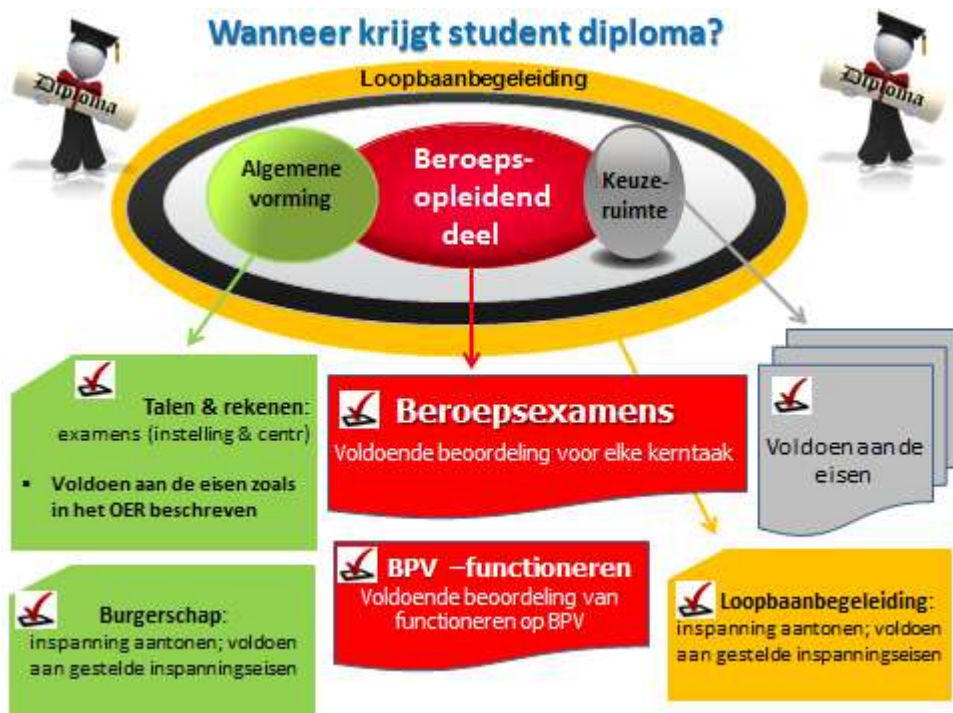 Wanneer krijgt student diploma?
Diploma
Diploma
Loopbaanbegeleiding
Algemene
vorming
Beroeps-
opleidend
deel
Keuze-
ruimte
Talen & rekenen:
examens (instelling & centr)
▪ Voldoen aan de eisen zoals
in het OER beschreven
Beroepsexamens
Voldoende beoordeling voor elke kerntaak
Voldoen aan de
eisen
Burgerschap:
inspanning aantonen; voldoen
aan gestelde inspanningseisen
BPV –functioneren
Voldoende beoordeling van
functioneren op BPV
Loopbaanbegeleiding:
inspanning aantonen; voldoen
aan gestelde inspanningseisen